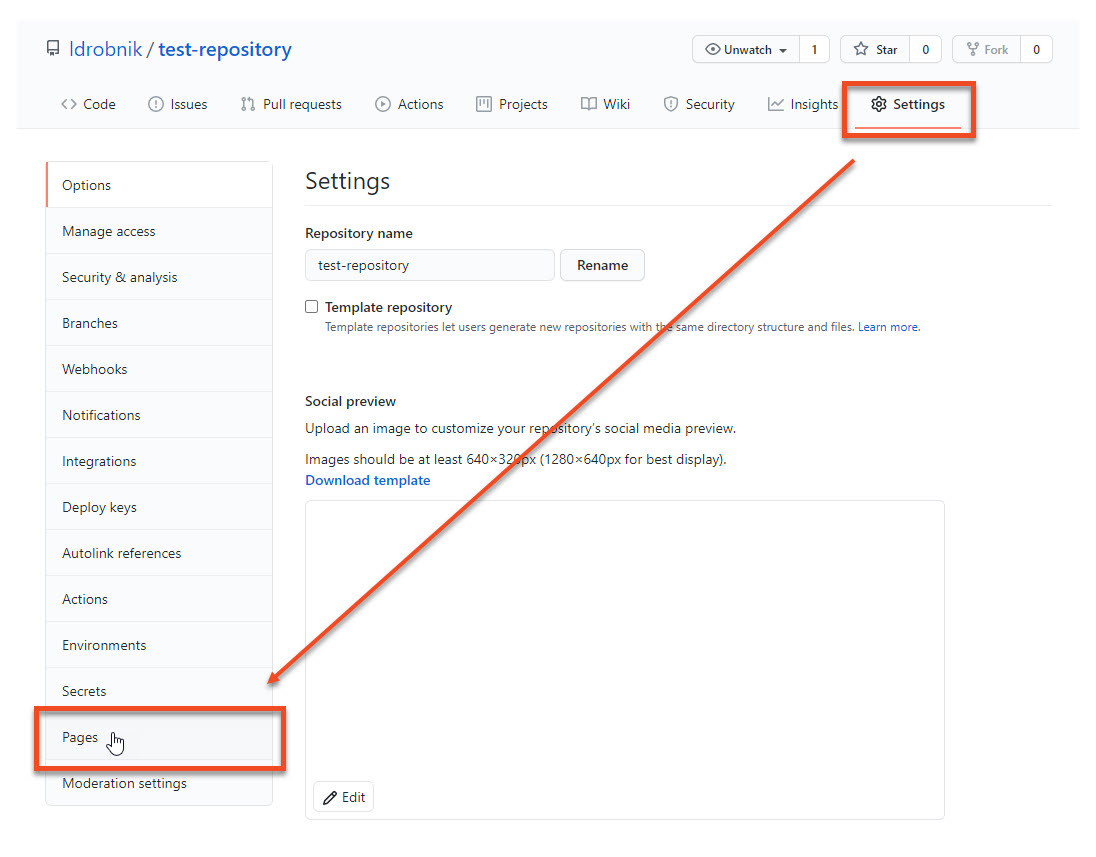 ldrobnik / test-repository
Unwatch 1 Star 0 Fork 0
Code Issues Pull requests Actions Projects Wiki Security Insights Settings
Options
Manage access
Security & analysis
Branches
Webhooks
Notifications
Integrations
Deploy keys
Autolink references
Actions
Environments
Secrets
Pages
Moderation settings
Settings
Repository name
test-repository Rename
Template repository
Template repositories let users generate new repositories with the same directory structure and files. Learn more.
Social preview
Upload an image to customize your repository's social media preview.
Images should be at least 640×320px (1280×640px for best display).
Download template
Edit